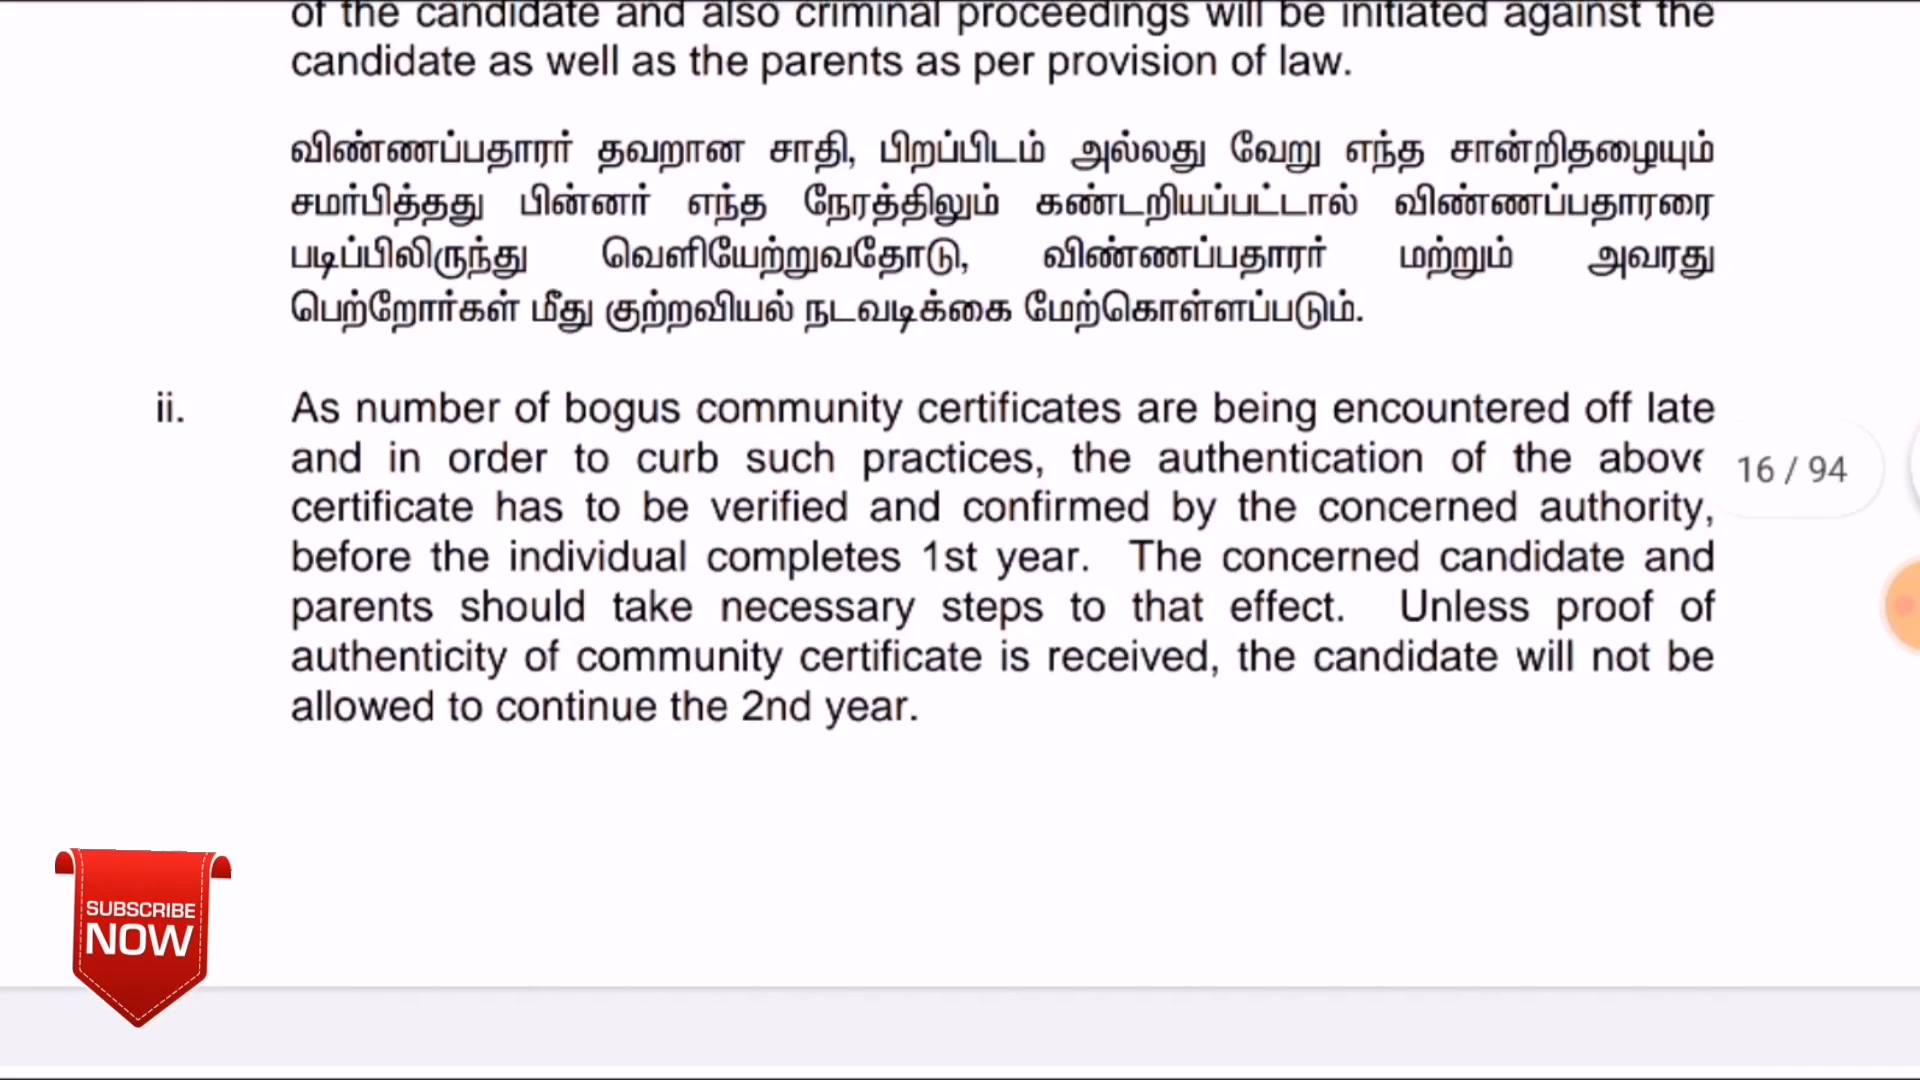 of the candidate and also criminal proceedings will be initiated against the
candidate as well as the parents as per provision of law.
விண்ணப்பதாரர் தவறான சாதி, பிறப்பிடம் அல்லது வேறு எந்த சான்றிதழையும்
சமர்பித்தது பின்னர் எந்த நேரத்திலும் கண்டறியப்பட்டால் விண்ணப்பதாரரை
படிப்பிலிருந்து வெளியேற்றுவதோடு, விண்ணப்பதாரர் மற்றும் அவரது
பெற்றோர்கள் மீது குற்றவியல் நடவடிக்கை மேற்கொள்ளப்படும்.
ii. As number of bogus community certificates are being encountered off late
and in order to curb such practices, the authentication of the above
certificate has to be verified and confirmed by the concerned authority,
before the individual completes 1st year. The concerned candidate and
parents should take necessary steps to that effect. Unless proof of
authenticity of community certificate is received, the candidate will not be
allowed to continue the 2nd year.
16 / 94
SUBSCRIBE
NOW